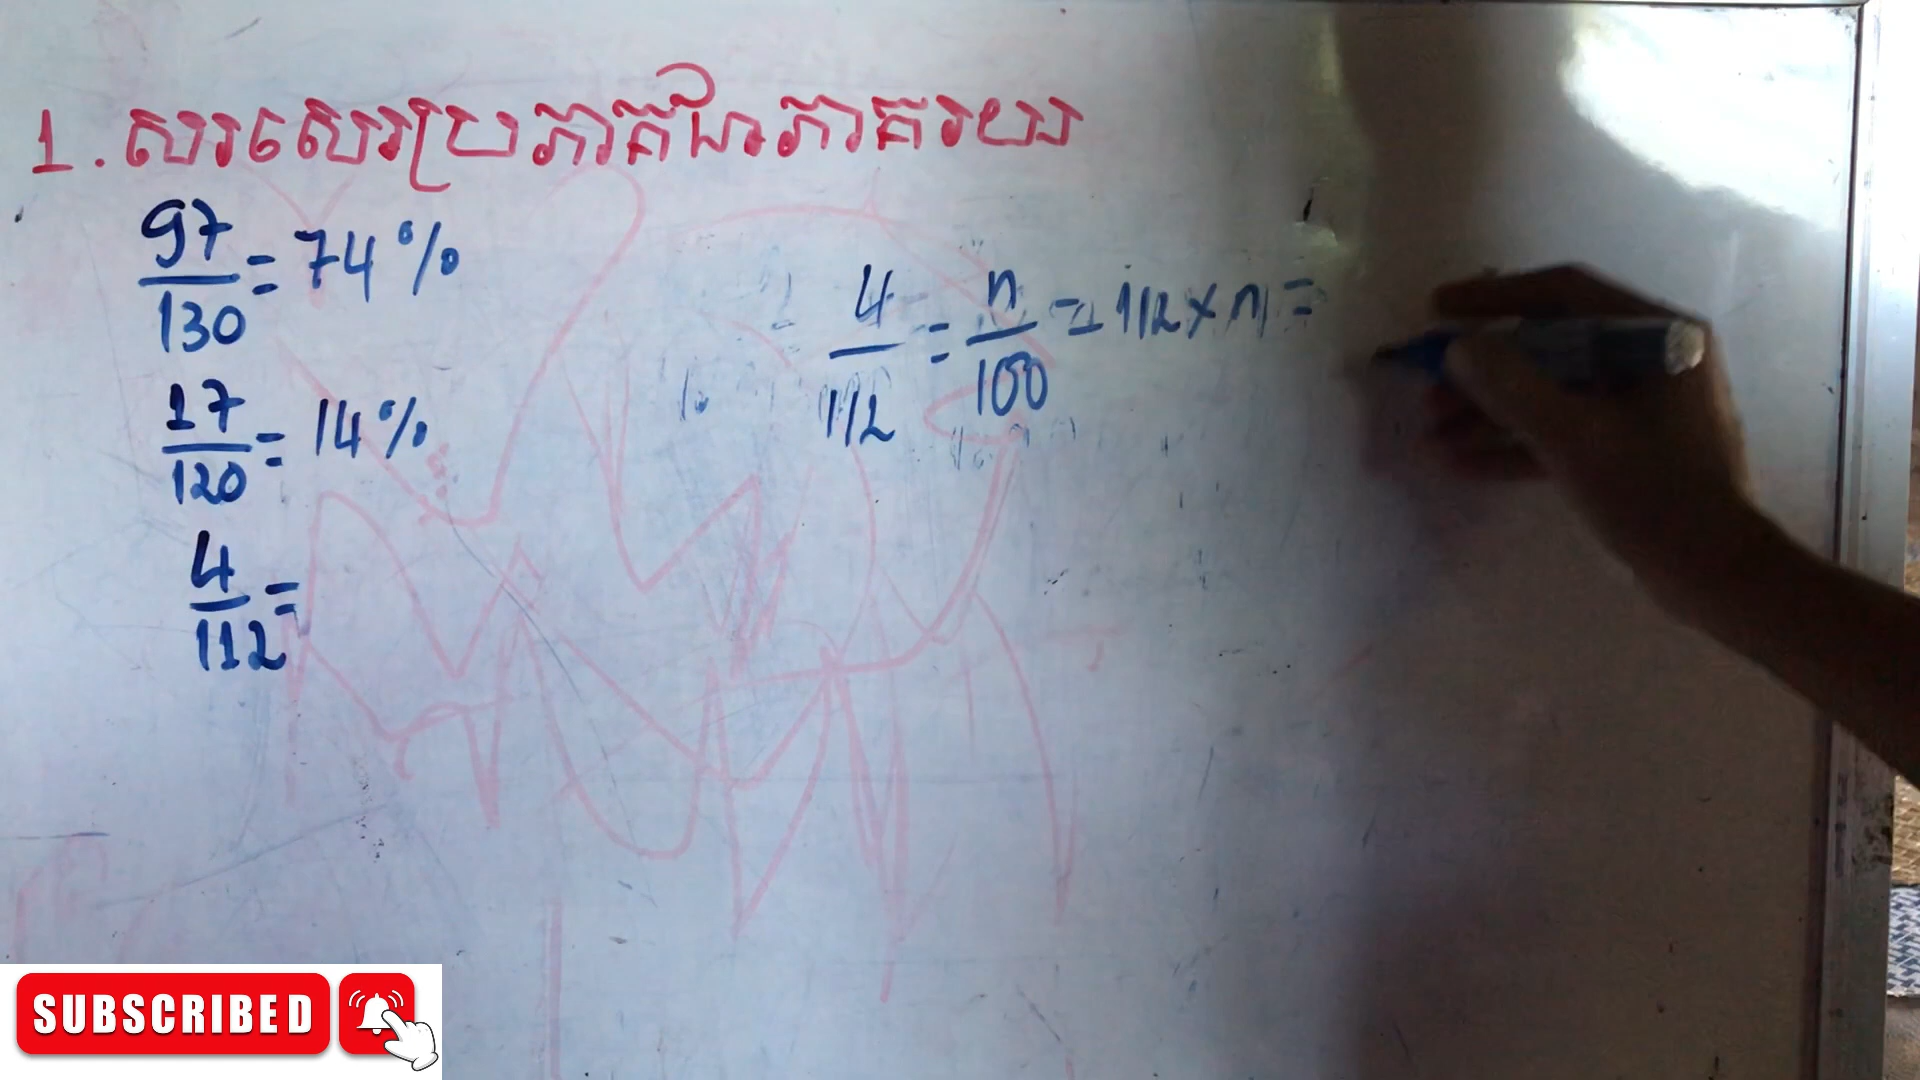 1. សរសេរប្រភាគជាភាគរយ
97/130 = 74%
17/120 = 14%
4/112 =
4/112 = n/100 = 112 × n =
SUBSCRIBED